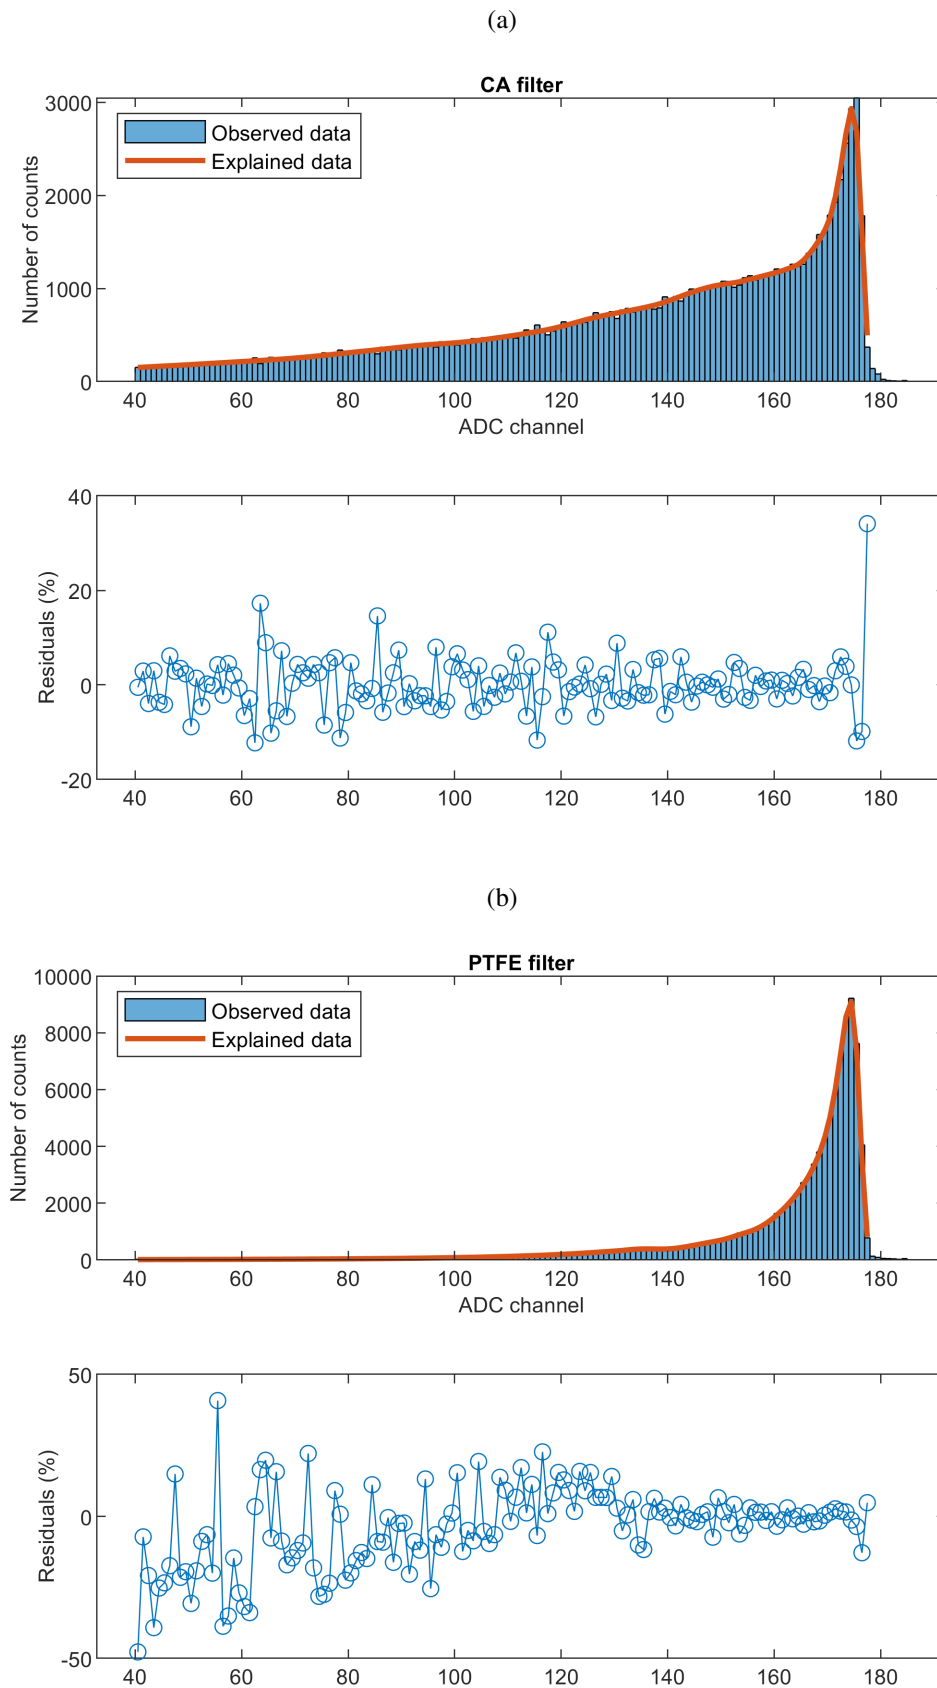 (a)
CA filter
Number of counts
3000
2000
1000
0
Observed data
Explained data
40 60 80 100 120 140 160 180
ADC channel
Residuals (%)
40
20
0
-20
40 60 80 100 120 140 160 180
(b)
PTFE filter
Number of counts
10000
8000
6000
4000
2000
0
Observed data
Explained data
40 60 80 100 120 140 160 180
ADC channel
Residuals (%)
50
0
-50
40 60 80 100 120 140 160 180